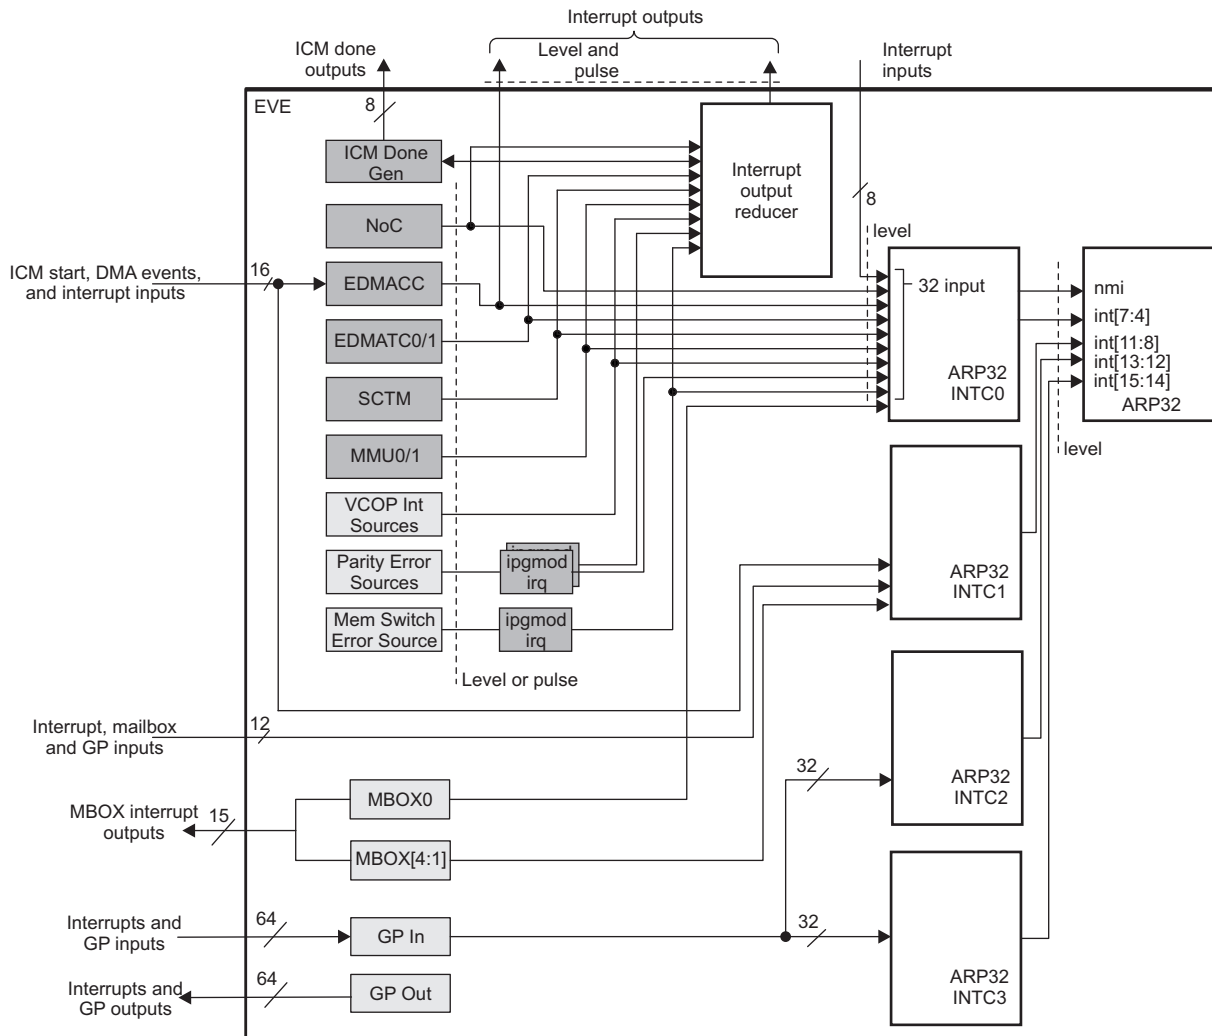 Interrupt outputs
ICM done
outputs
Level and
pulse
Interrupt
inputs
8
EVE
ICM Done
Gen
Interrupt
output
reducer
8
NoC
level
ICM start, DMA events,
and interrupt inputs
16
EDMACC
32 input
nmi
EDMATC0/1
int[7:4]
int[11:8]
int[13:12]
int[15:14]
ARP32
SCTM
ARP32
INTC0
MMU0/1
level
VCOP Int
Sources
Parity Error
Sources
ipgmod
ipgmod
irq
ARP32
INTC1
Mem Switch
Error Source
ipgmod
irq
Level or pulse
Interrupt, mailbox
and GP inputs
12
32
ARP32
INTC2
MBOX interrupt
outputs
15
MBOX0
MBOX[4:1]
Interrupts and
GP inputs
64
GP In
32
Interrupts and
GP outputs
64
GP Out
ARP32
INTC3